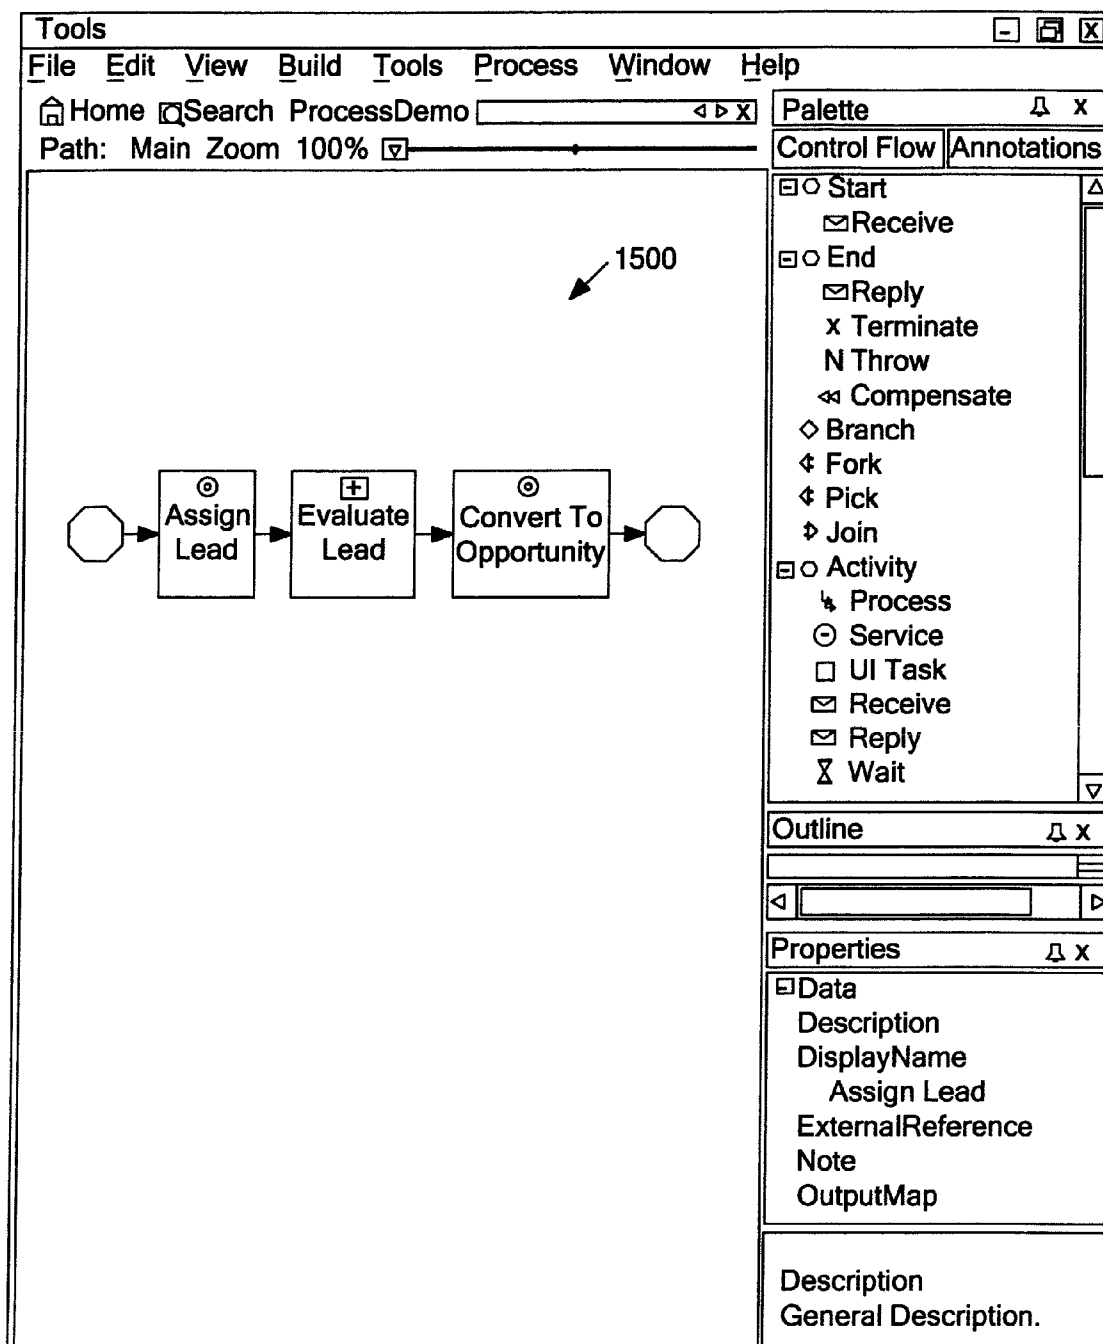 Tools
File Edit View Build Tools Process Window Help
Home Search ProcessDemo
Path: Main Zoom 100%
1500
Assign
Lead
Evaluate
Lead
Convert To
Opportunity
Palette
Control Flow Annotations
Start
Receive
End
Reply
Terminate
N Throw
Compensate
Branch
Fork
Pick
Join
Activity
Process
Service
UI Task
Receive
Reply
Wait
Outline
Properties
Data
Description
DisplayName
Assign Lead
ExternalReference
Note
OutputMap
Description
General Description.